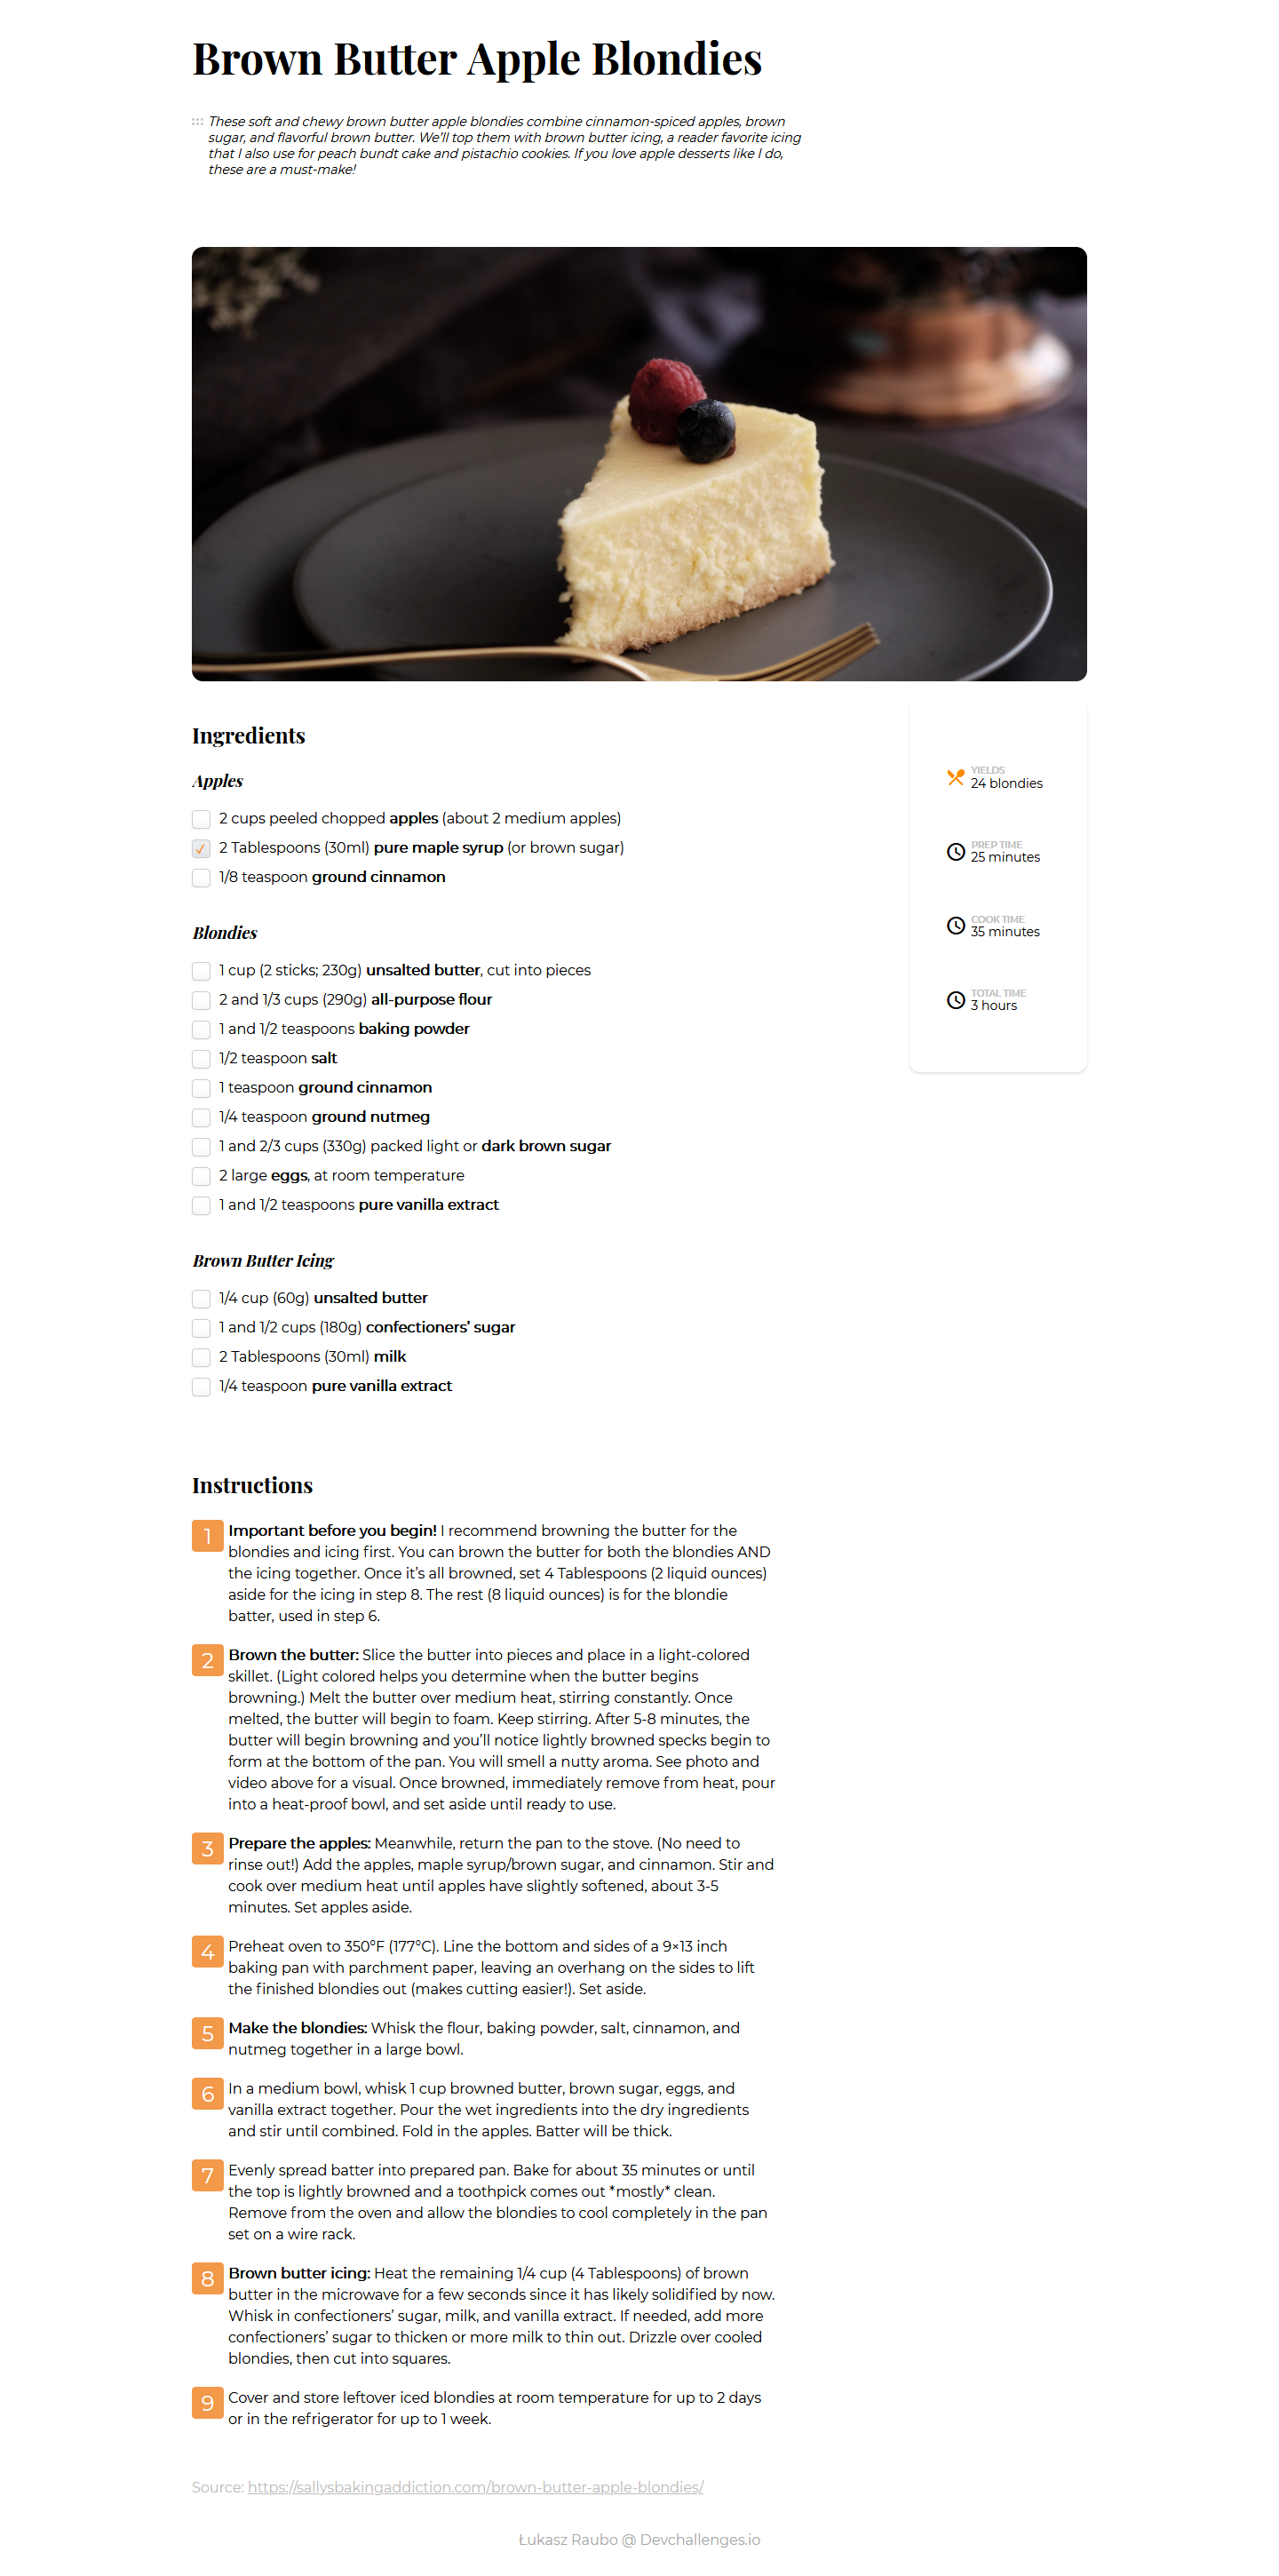 Brown Butter Apple Blondies
These soft and chewy brown butter apple blondies combine cinnamon-spiced apples, brown
sugar, and flavorful brown butter. We’ll top them with brown butter icing, a reader favorite icing
that I also use for peach bundt cake and pistachio cookies. If you love apple desserts like I do,
these are a must-make!
Ingredients
Apples
2 cups peeled chopped apples (about 2 medium apples)
2 Tablespoons (30ml) pure maple syrup (or brown sugar)
1/8 teaspoon ground cinnamon
Blondies
1 cup (2 sticks; 230g) unsalted butter, cut into pieces
2 and 1/3 cups (290g) all-purpose flour
1 and 1/2 teaspoons baking powder
1/2 teaspoon salt
1 teaspoon ground cinnamon
1/4 teaspoon ground nutmeg
1 and 2/3 cups (330g) packed light or dark brown sugar
2 large eggs, at room temperature
1 and 1/2 teaspoons pure vanilla extract
Brown Butter Icing
1/4 cup (60g) unsalted butter
1 and 1/2 cups (180g) confectioners’ sugar
2 Tablespoons (30ml) milk
1/4 teaspoon pure vanilla extract
YIELDS
24 blondies
PREP TIME
25 minutes
COOK TIME
35 minutes
TOTAL TIME
3 hours
Instructions
1 Important before you begin! I recommend browning the butter for the
blondies and icing first. You can brown the butter for both the blondies AND
the icing together. Once it’s all browned, set 4 Tablespoons (2 liquid ounces)
aside for the icing in step 8. The rest (8 liquid ounces) is for the blondie
batter, used in step 6.
2 Brown the butter: Slice the butter into pieces and place in a light-colored
skillet. (Light colored helps you determine when the butter begins
browning.) Melt the butter over medium heat, stirring constantly. Once
melted, the butter will begin to foam. Keep stirring. After 5-8 minutes, the
butter will begin browning and you’ll notice lightly browned specks begin to
form at the bottom of the pan. You will smell a nutty aroma. See photo and
video above for a visual. Once browned, immediately remove from heat, pour
into a heat-proof bowl, and set aside until ready to use.
3 Prepare the apples: Meanwhile, return the pan to the stove. (No need to
rinse out!) Add the apples, maple syrup/brown sugar, and cinnamon. Stir and
cook over medium heat until apples have slightly softened, about 3-5
minutes. Set apples aside.
4 Preheat oven to 350°F (177°C). Line the bottom and sides of a 9×13 inch
baking pan with parchment paper, leaving an overhang on the sides to lift
the finished blondies out (makes cutting easier!). Set aside.
5 Make the blondies: Whisk the flour, baking powder, salt, cinnamon, and
nutmeg together in a large bowl.
6 In a medium bowl, whisk 1 cup browned butter, brown sugar, eggs, and
vanilla extract together. Pour the wet ingredients into the dry ingredients
and stir until combined. Fold in the apples. Batter will be thick.
7 Evenly spread batter into prepared pan. Bake for about 35 minutes or until
the top is lightly browned and a toothpick comes out *mostly* clean.
Remove from the oven and allow the blondies to cool completely in the pan
set on a wire rack.
8 Brown butter icing: Heat the remaining 1/4 cup (4 Tablespoons) of brown
butter in the microwave for a few seconds since it has likely solidified by now.
Whisk in confectioners’ sugar, milk, and vanilla extract. If needed, add more
confectioners’ sugar to thicken or more milk to thin out. Drizzle over cooled
blondies, then cut into squares.
9 Cover and store leftover iced blondies at room temperature for up to 2 days
or in the refrigerator for up to 1 week.
Source: https://sallysbakingaddiction.com/brown-butter-apple-blondies/
Łukasz Raubo @ Devchallenges.io